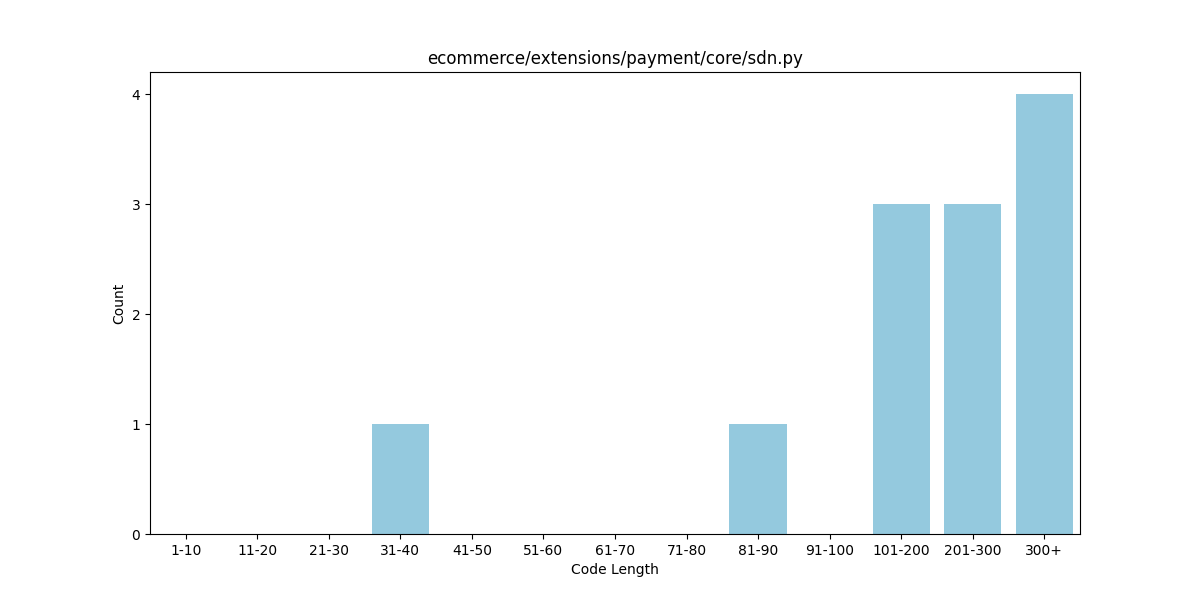 ecommerce/extensions/payment/core/sdn.py
4
3
2
1
0
Count
1-10 11-20 21-30 31-40 41-50 51-60 61-70 71-80 81-90 91-100 101-200 201-300 300+
Code Length